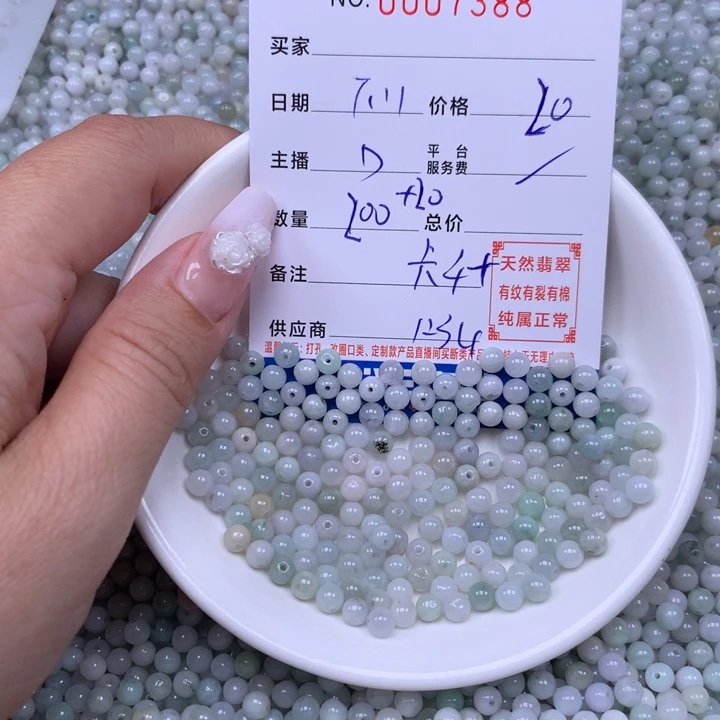 NO. 0007388
买家
日期 7.11 价格 20
主播 D 平台服务费 /
数量 200 +20 总价
备注 卡4+
天然翡翠
有纹有裂有棉
纯属正常
供应商